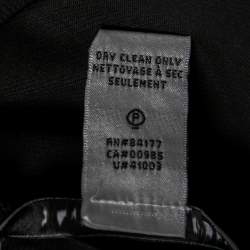 DRY CLEAN ONLY
NETTOYAGE À SEC
SEULEMENT
P
RN#84177
CA#00985
U#41003